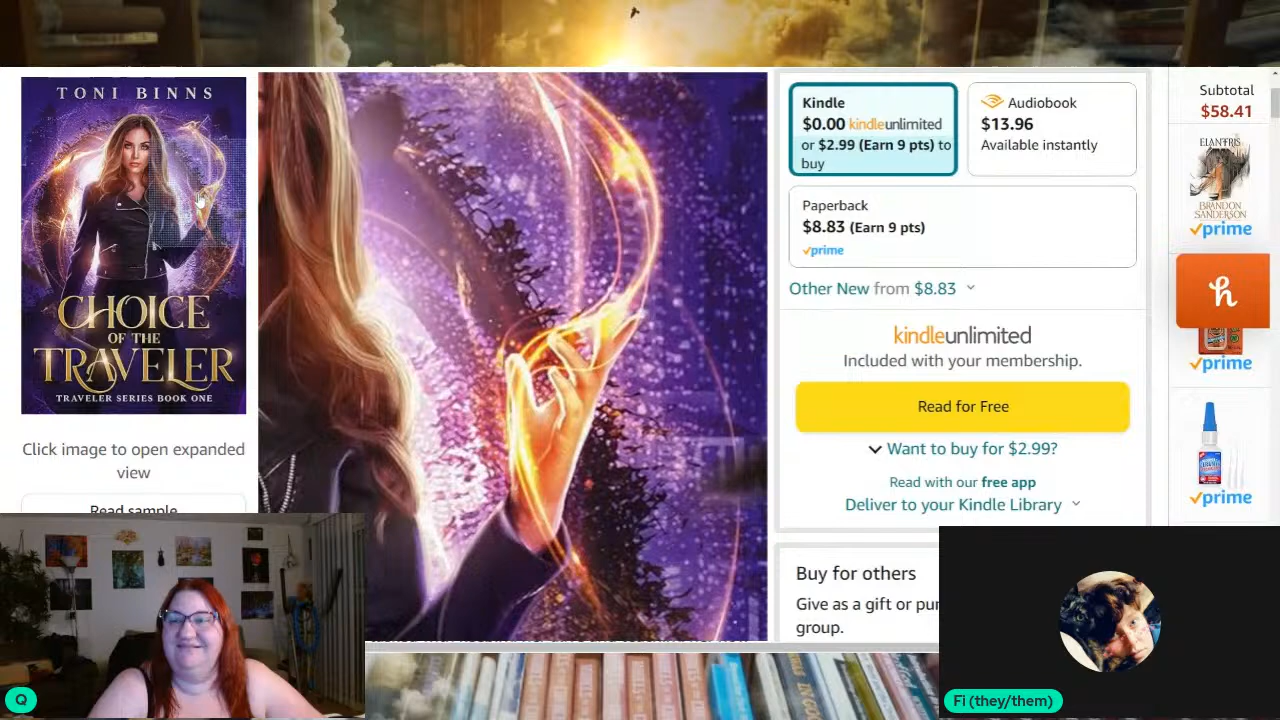 TONI BINNS
CHOICE
OF THE
TRAVELER
TRAVELER SERIES BOOK ONE
Click image to open expanded
view
Read sample
Kindle
$0.00 kindleunlimited
or $2.99 (Earn 9 pts) to
buy
Audiobook
$13.96
Available instantly
Paperback
$8.83 (Earn 9 pts)
prime
Other New from $8.83
kindleunlimited
Included with your membership.
Read for Free
Want to buy for $2.99?
Read with our free app
Deliver to your Kindle Library
Buy for others
Give as a gift or pur
group.
Subtotal
$58.41
ELANTRIS
BRANDON
SANDERSON
prime
h
prime
prime
Q
Fi (they/them)